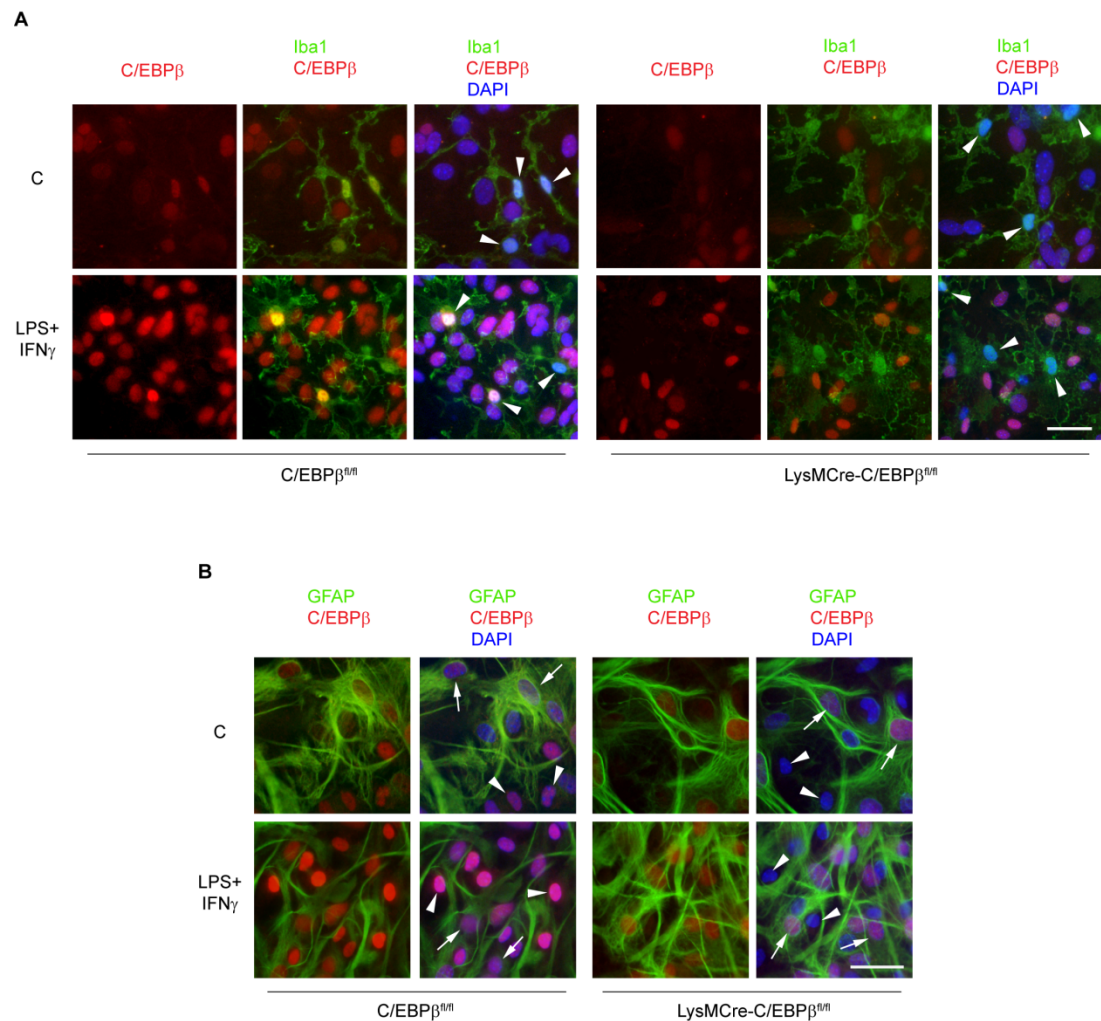 A
C/EBPβ
Iba1
C/EBPβ
Iba1
C/EBPβ
DAPI
C/EBPβ
Iba1
C/EBPβ
Iba1
C/EBPβ
DAPI
C
LPS+
IFNγ
C/EBPβfl/fl
LysMCre-C/EBPβfl/fl
B
GFAP
C/EBPβ
GFAP
C/EBPβ
DAPI
GFAP
C/EBPβ
GFAP
C/EBPβ
DAPI
C
LPS+
IFNγ
C/EBPβfl/fl
LysMCre-C/EBPβfl/fl